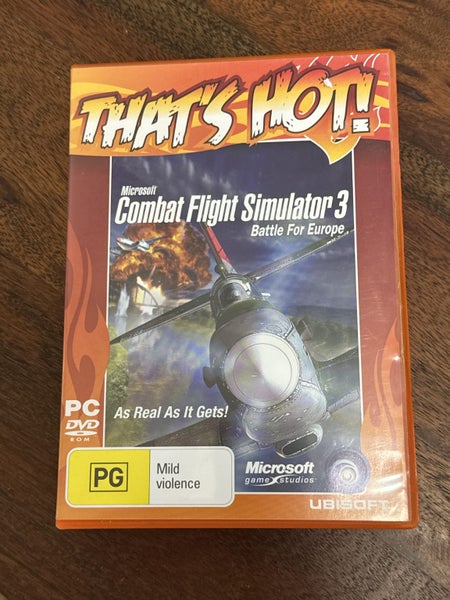 THAT'S HOT!
Microsoft
Combat Flight Simulator 3
Battle For Europe
As Real As It Gets!
PC
DVD
ROM
PG
Mild
violence
Microsoft
game studios
UBISOFT